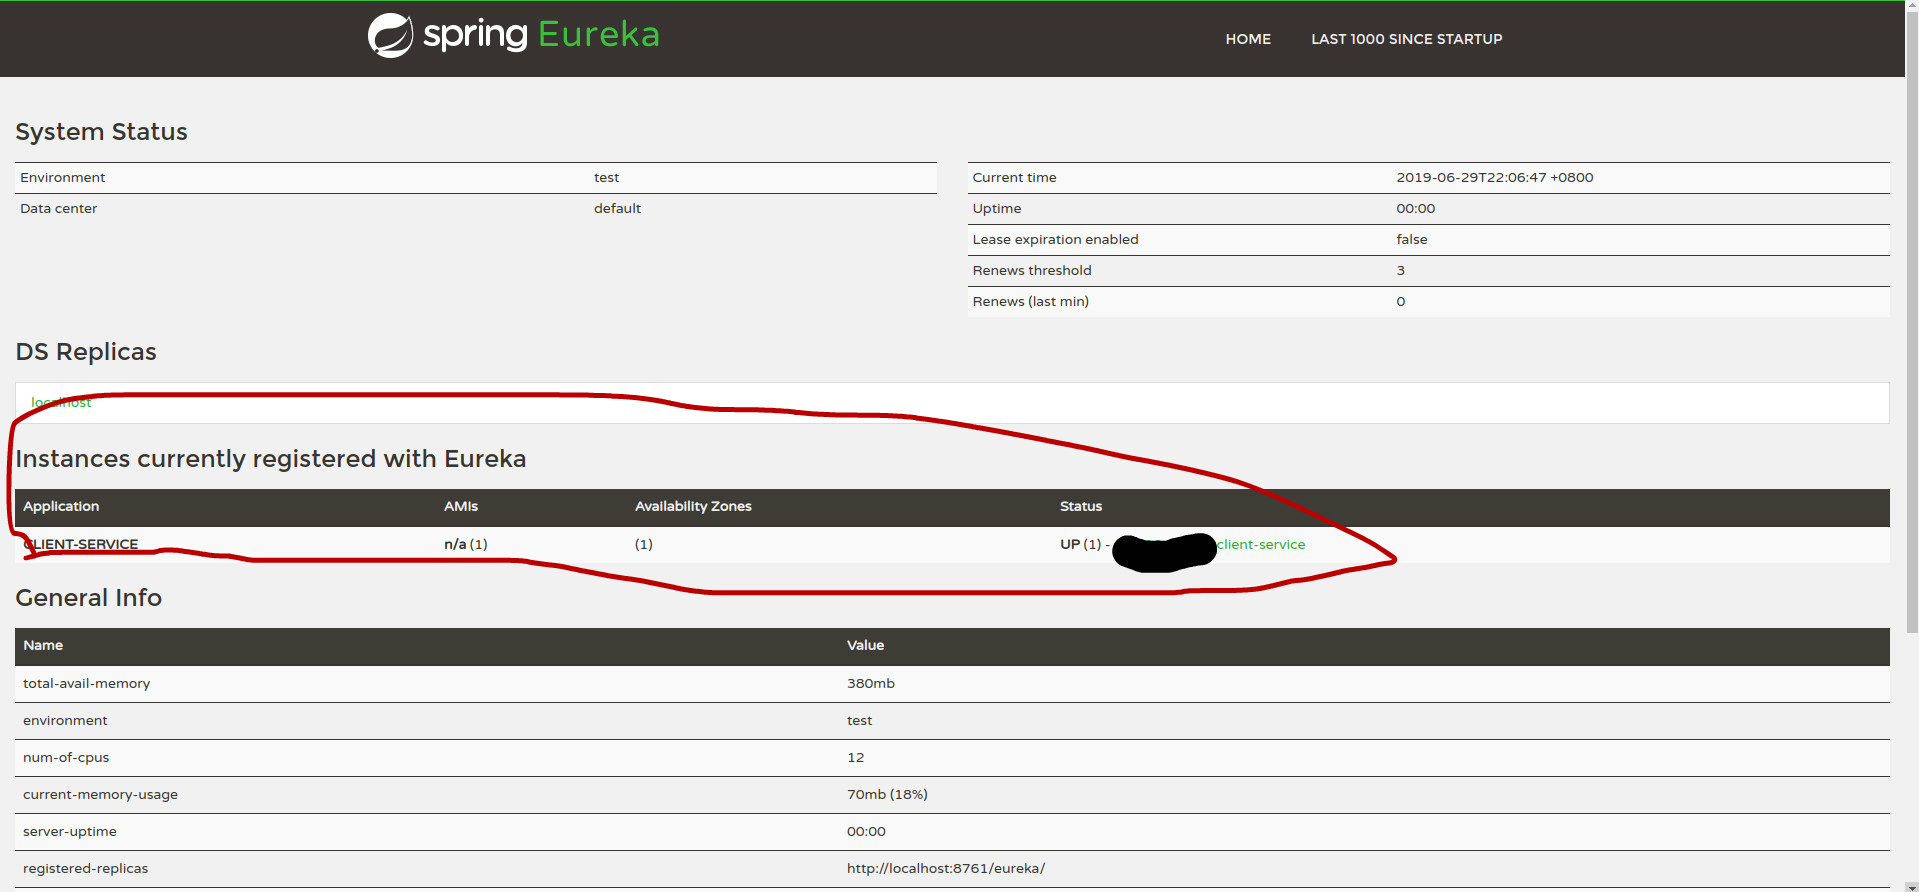 spring Eureka
HOME LAST 1000 SINCE STARTUP
System Status
Environment test
Data center default
Current time 2019-06-29T22:06:47 +0800
Uptime 00:00
Lease expiration enabled false
Renews threshold 3
Renews (last min) 0
DS Replicas
localhost
Instances currently registered with Eureka
Application AMIs Availability Zones Status
CLIENT-SERVICE n/a (1) (1) UP (1) - client-service
General Info
Name Value
total-avail-memory 380mb
environment test
num-of-cpus 12
current-memory-usage 70mb (18%)
server-uptime 00:00
registered-replicas http://localhost:8761/eureka/